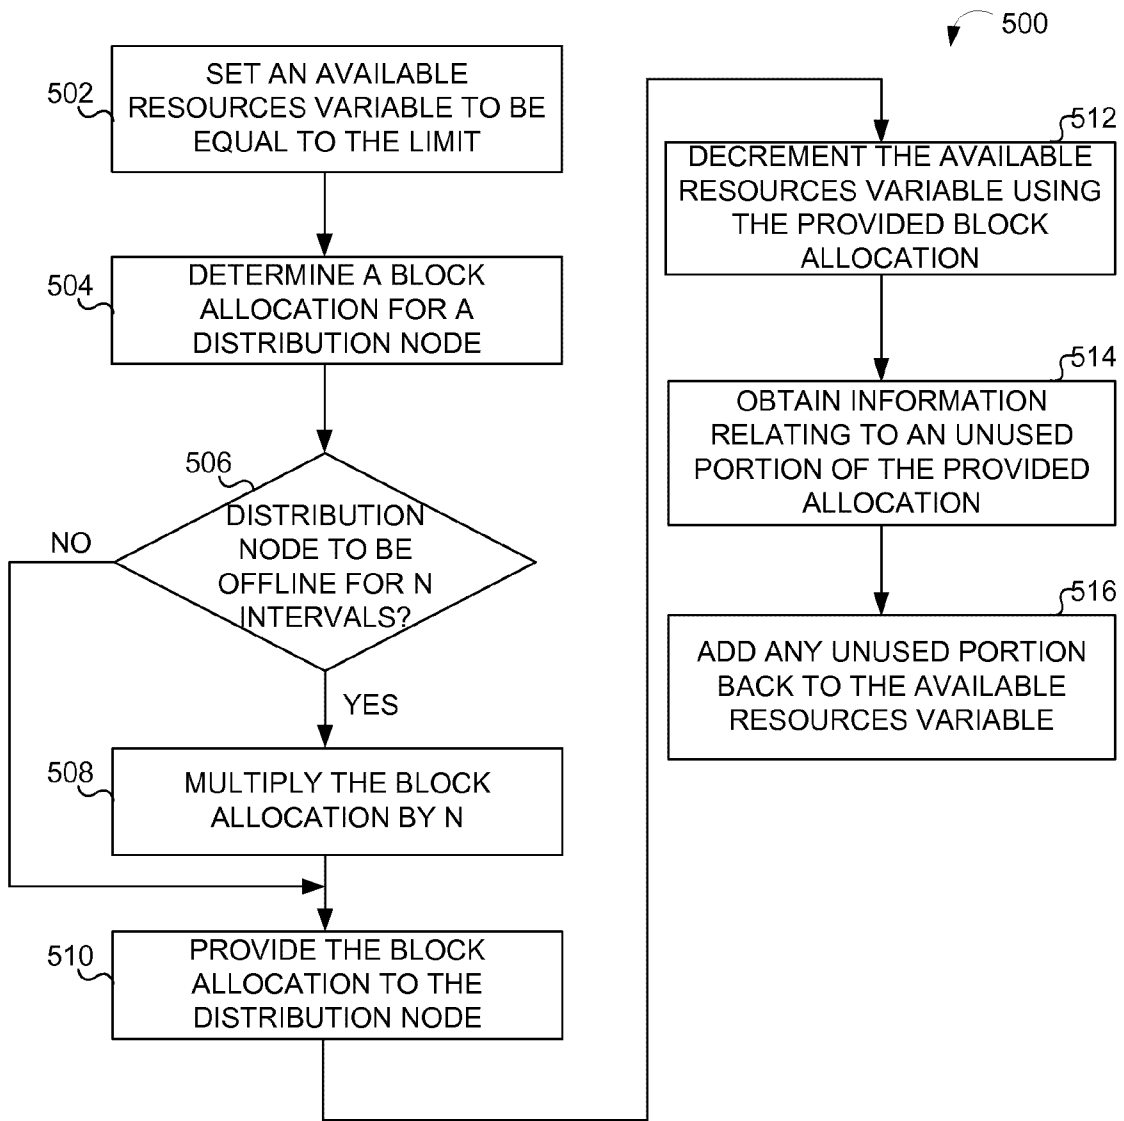 500
502
SET AN AVAILABLE
RESOURCES VARIABLE TO BE
EQUAL TO THE LIMIT
504
DETERMINE A BLOCK
ALLOCATION FOR A
DISTRIBUTION NODE
506
DISTRIBUTION
NODE TO BE
OFFLINE FOR N
INTERVALS?
NO
YES
508
MULTIPLY THE BLOCK
ALLOCATION BY N
510
PROVIDE THE BLOCK
ALLOCATION TO THE
DISTRIBUTION NODE
512
DECREMENT THE AVAILABLE
RESOURCES VARIABLE USING
THE PROVIDED BLOCK
ALLOCATION
514
OBTAIN INFORMATION
RELATING TO AN UNUSED
PORTION OF THE PROVIDED
ALLOCATION
516
ADD ANY UNUSED PORTION
BACK TO THE AVAILABLE
RESOURCES VARIABLE